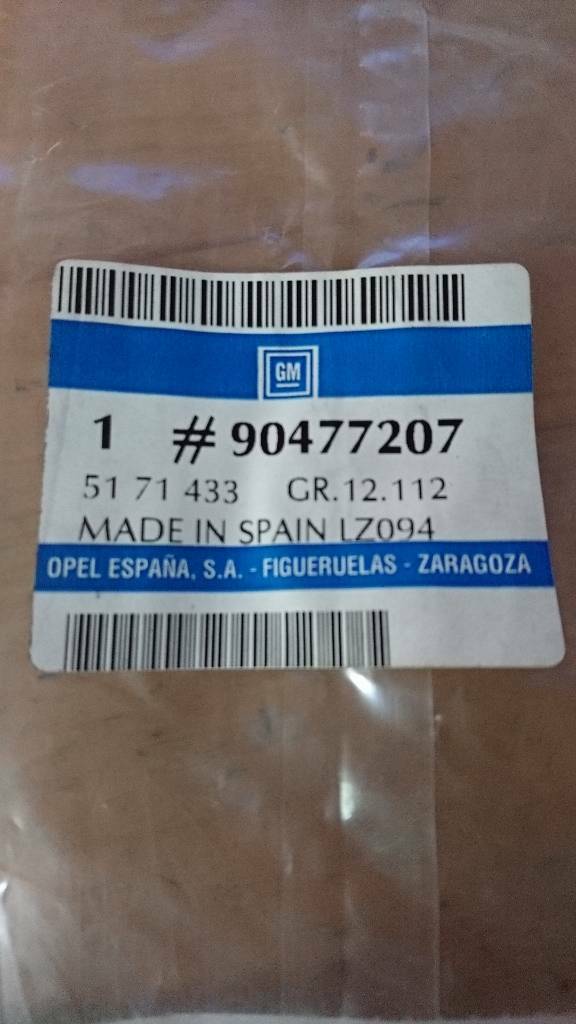 GM
1 # 90477207
51 71 433 GR.12.112
MADE IN SPAIN LZ094
OPEL ESPAÑA, S.A. - FIGUERUELAS - ZARAGOZA